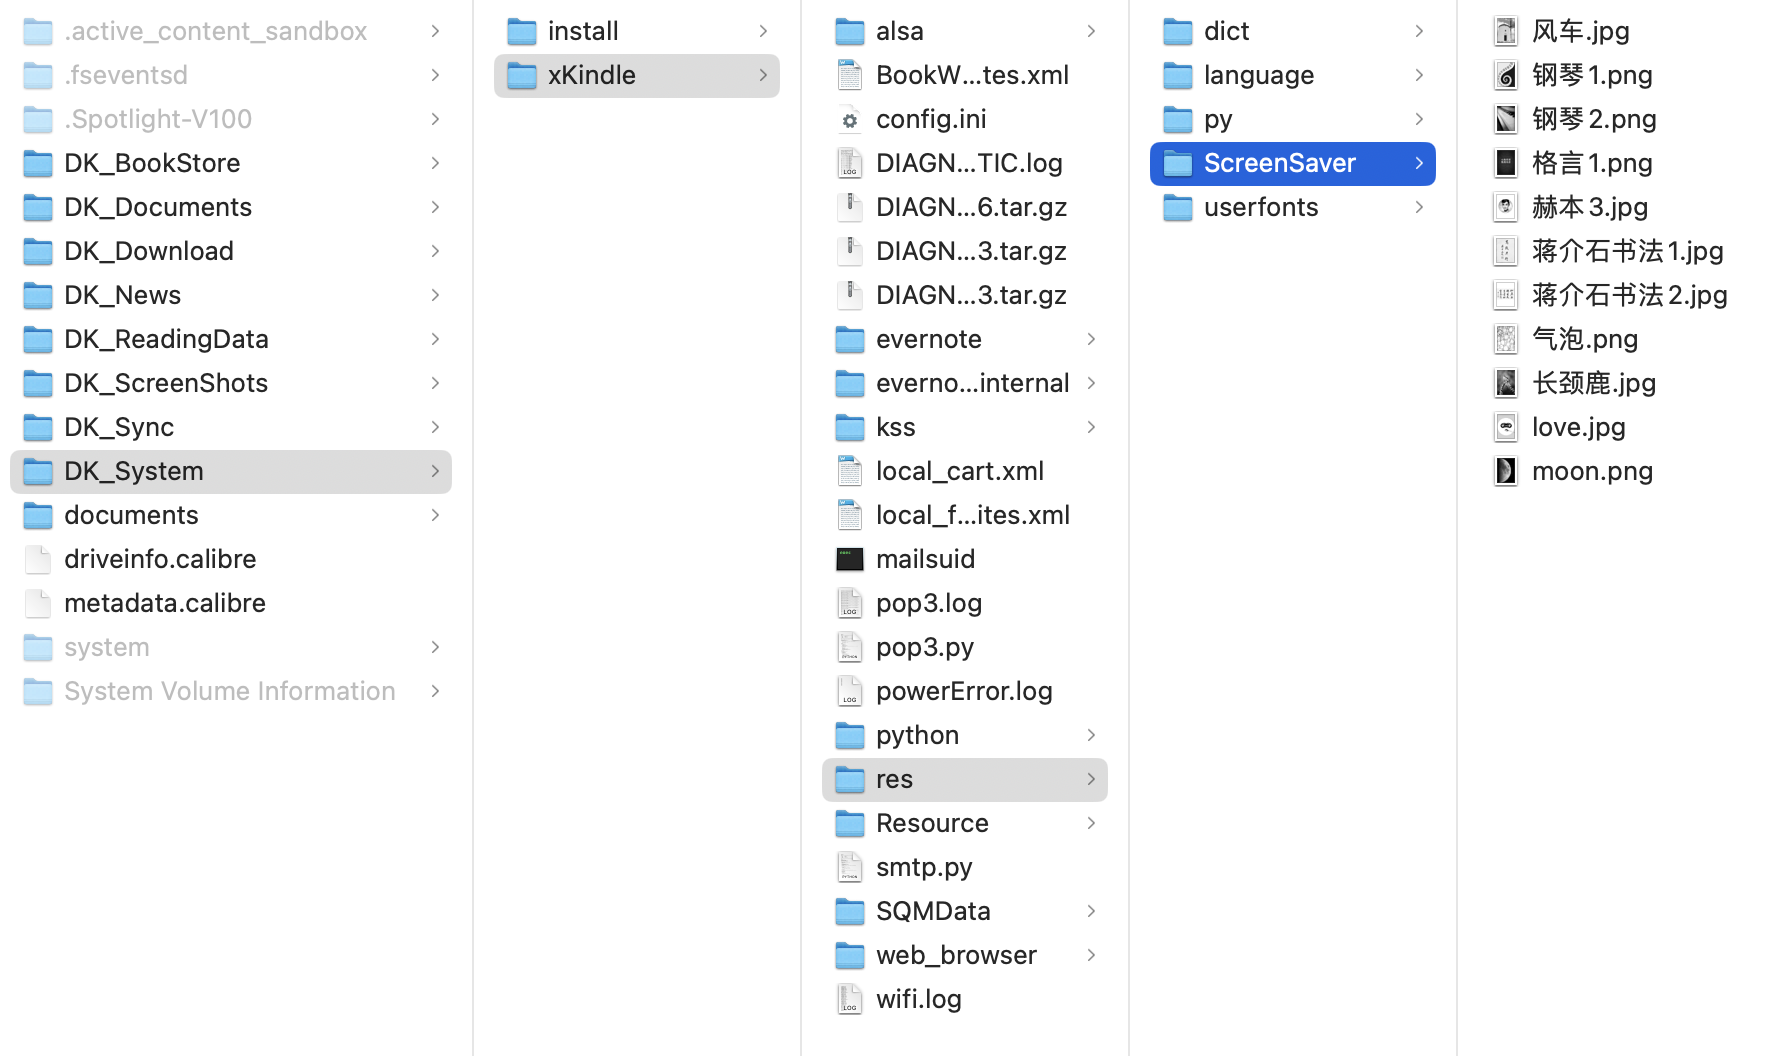 .active_content_sandbox
.fseventsd
.Spotlight-V100
DK_BookStore
DK_Documents
DK_Download
DK_News
DK_ReadingData
DK_ScreenShots
DK_Sync
DK_System
documents
driveinfo.calibre
metadata.calibre
system
System Volume Information
install
xKindle
alsa
BookW...tes.xml
config.ini
DIAGN...TIC.log
DIAGN...6.tar.gz
DIAGN...3.tar.gz
DIAGN...3.tar.gz
evernote
everno...internal
kss
local_cart.xml
local_f...ites.xml
mailsuid
pop3.log
pop3.py
powerError.log
python
res
Resource
smtp.py
SQMData
web_browser
wifi.log
dict
language
py
ScreenSaver
userfonts
风车.jpg
钢琴1.png
钢琴2.png
格言1.png
赫本3.jpg
蒋介石书法1.jpg
蒋介石书法2.jpg
气泡.png
长颈鹿.jpg
love.jpg
moon.png